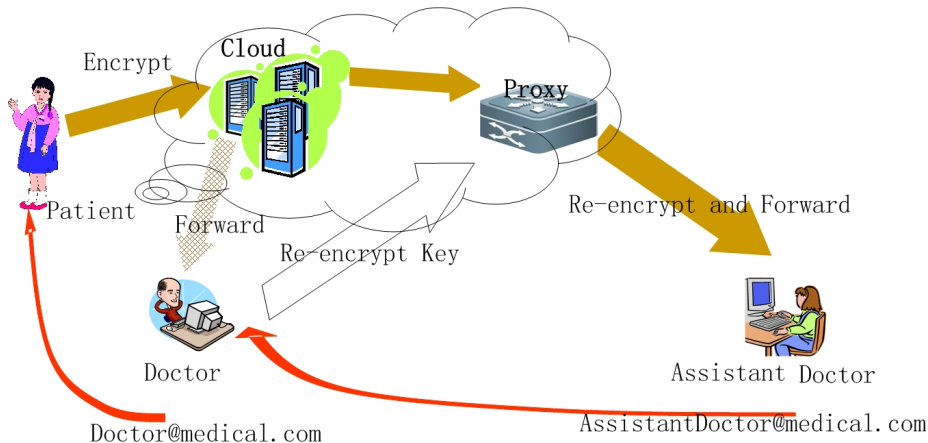 Cloud
Encrypt
Proxy
Patient
Forward
Re-encrypt and Forward
Re-encrypt Key
Doctor
Assistant Doctor
Doctor@medical.com
AssistantDoctor@medical.com